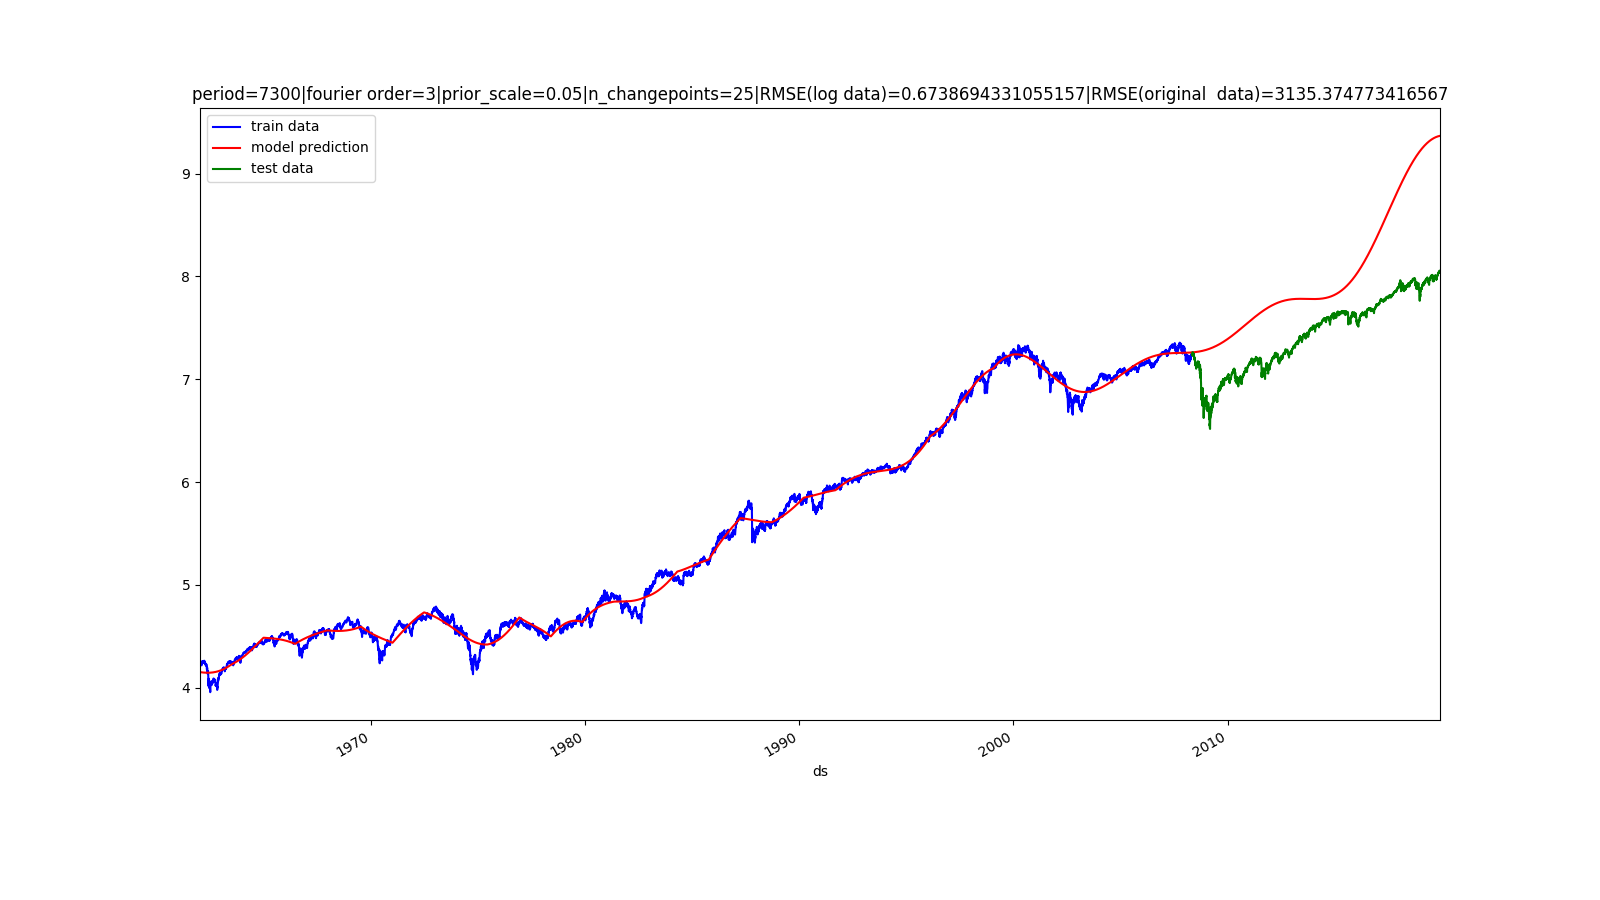 period=7300|fourier order=3|prior_scale=0.05|n_changepoints=25|RMSE(log data)=0.6738694331055157|RMSE(original  data)=3135.374773416567
train data
model prediction
test data
9
8
7
6
5
4
1970
1980
1990
2000
2010
ds